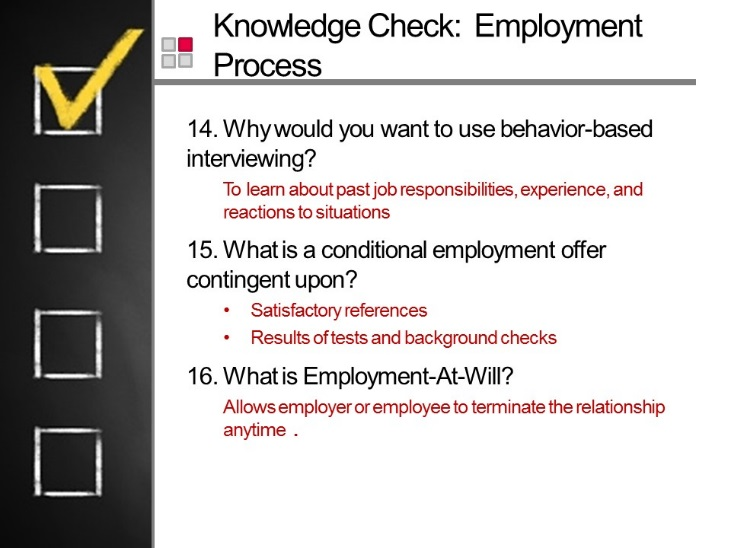 Knowledge Check:  Employment
Process
14. Why would you want to use behavior-based
interviewing?
To learn about past job responsibilities, experience, and
reactions to situations
15. What is a conditional employment offer
contingent upon?
• Satisfactory references
• Results of tests and background checks
16. What is Employment-At-Will?
Allows employer or employee to terminate the relationship
anytime .